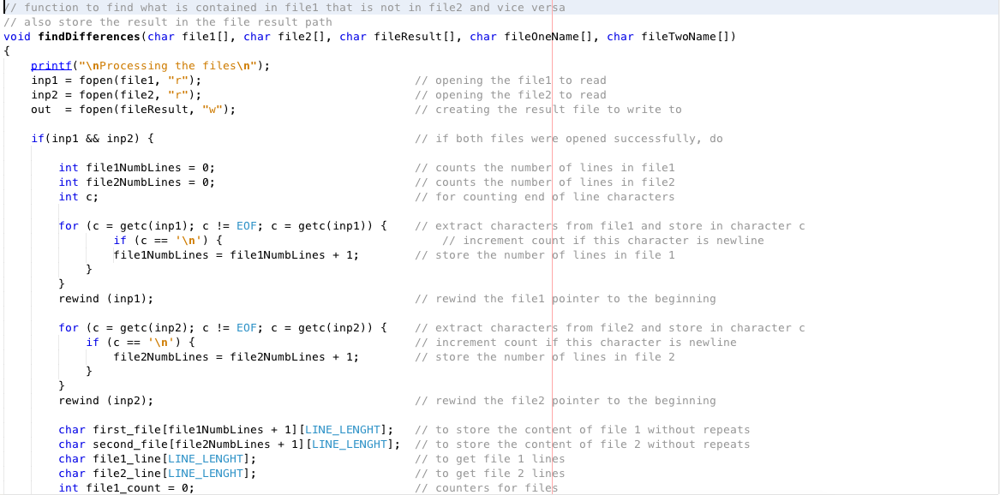 // function to find what is contained in file1 that is not in file2 and vice versa
// also store the result in the file result path
void findDifferences(char file1[], char file2[], char fileResult[], char fileOneName[], char fileTwoName[])
{
    printf("\nProcessing the files\n");
    inp1 = fopen(file1, "r");                               // opening the file1 to read
    inp2 = fopen(file2, "r");                               // opening the file2 to read
    out  = fopen(fileResult, "w");                          // creating the result file to write to

    if(inp1 && inp2) {                                      // if both files were opened successfully, do

        int file1NumbLines = 0;                             // counts the number of lines in file1
        int file2NumbLines = 0;                             // counts the number of lines in file2
        int c;                                              // for counting end of line characters

        for (c = getc(inp1); c != EOF; c = getc(inp1)) {    // extract characters from file1 and store in character c
                if (c == '\n') {                                // increment count if this character is newline
                file1NumbLines = file1NumbLines + 1;        // store the number of lines in file 1
            }
        }
        rewind (inp1);                                      // rewind the file1 pointer to the beginning

        for (c = getc(inp2); c != EOF; c = getc(inp2)) {    // extract characters from file2 and store in character c
            if (c == '\n') {                                // increment count if this character is newline
                file2NumbLines = file2NumbLines + 1;        // store the number of lines in file 2
            }
        }
        rewind (inp2);                                      // rewind the file2 pointer to the beginning

        char first_file[file1NumbLines + 1][LINE_LENGHT];   // to store the content of file 1 without repeats
        char second_file[file2NumbLines + 1][LINE_LENGHT];  // to store the content of file 2 without repeats
        char file1_line[LINE_LENGHT];                       // to get file 1 lines
        char file2_line[LINE_LENGHT];                       // to get file 2 lines
        int file1_count = 0;                                // counters for files